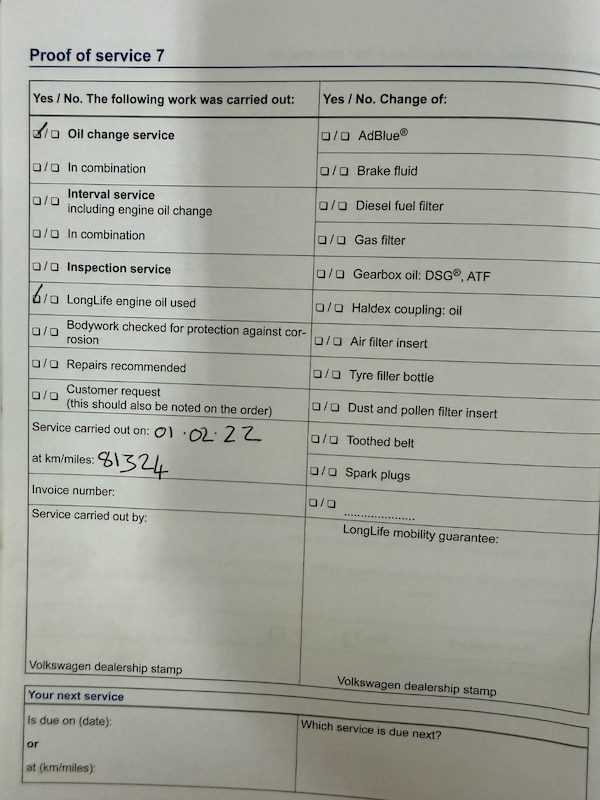 Proof of service 7
Yes / No. The following work was carried out:
☑/☐ Oil change service
☐/☐ In combination
☐/☐ Interval service
including engine oil change
☐/☐ In combination
☐/☐ Inspection service
☑/☐ LongLife engine oil used
☐/☐ Bodywork checked for protection against cor-
rosion
☐/☐ Repairs recommended
☐/☐ Customer request
(this should also be noted on the order)
Service carried out on: 01.02.22
at km/miles: 81324
Invoice number:
Service carried out by:
Volkswagen dealership stamp
Yes / No. Change of:
☐/☐ AdBlue®
☐/☐ Brake fluid
☐/☐ Diesel fuel filter
☐/☐ Gas filter
☐/☐ Gearbox oil: DSG®, ATF
☐/☐ Haldex coupling: oil
☐/☐ Air filter insert
☐/☐ Tyre filler bottle
☐/☐ Dust and pollen filter insert
☐/☐ Toothed belt
☐/☐ Spark plugs
☐/☐ ....................
LongLife mobility guarantee:
Volkswagen dealership stamp
Your next service
Is due on (date):
or
at (km/miles):
Which service is due next?